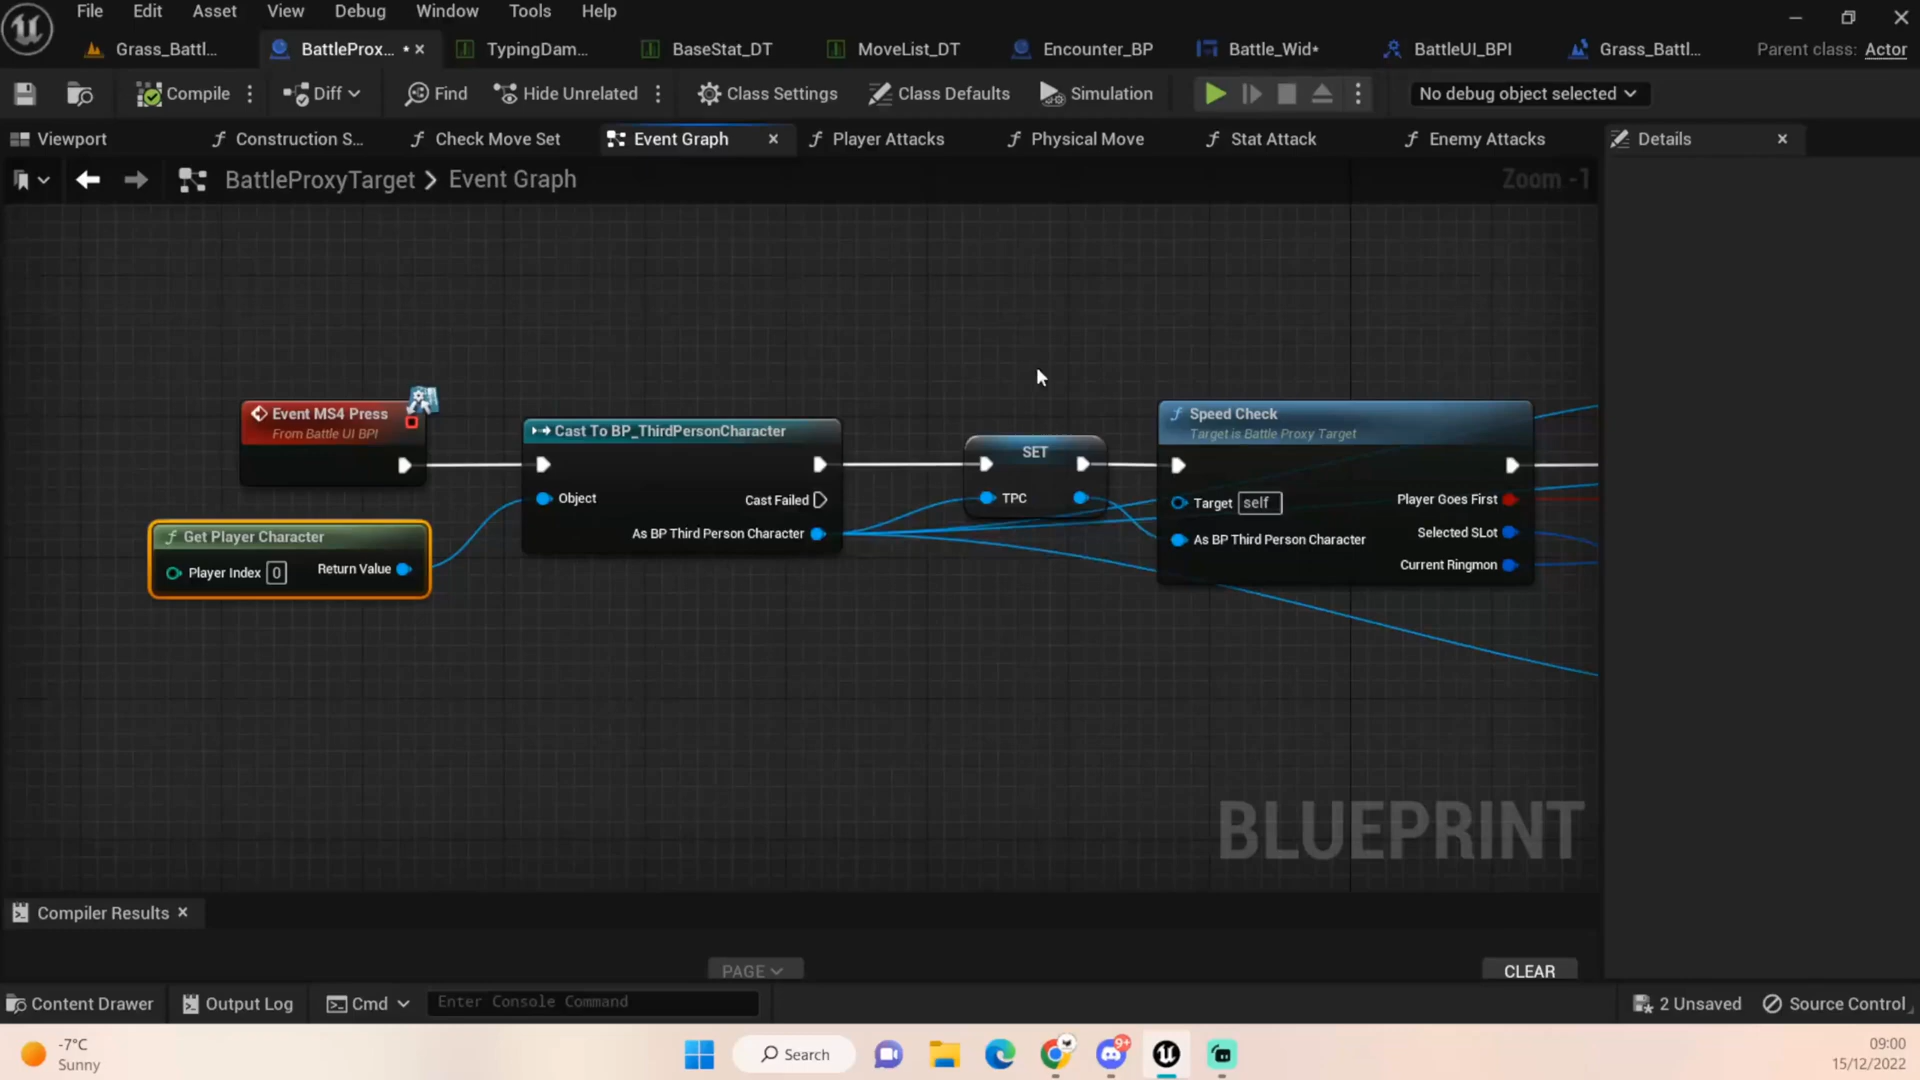 File Edit Asset View Debug Window Tools Help
Grass_Battl... BattleProx... TypingDam... BaseStat_DT MoveList_DT Encounter_BP Battle_Wid* BattleUI_BPI Grass_Battl... Parent class: Actor
Compile Diff Find Hide Unrelated Class Settings Class Defaults Simulation No debug object selected
Viewport Construction S... Check Move Set Event Graph Player Attacks Physical Move Stat Attack Enemy Attacks Details
BattleProxyTarget > Event Graph Zoom -1
Event MS4 Press
From Battle UI BPI
Get Player Character
Player Index 0 Return Value
Cast To BP_ThirdPersonCharacter
Object Cast Failed
As BP Third Person Character
SET
TPC
Speed Check
Target is Battle Proxy Target
Target self Player Goes First
Selected SLot
As BP Third Person Character
Current Ringmon
BLUEPRINT
Compiler Results
PAGE CLEAR
Content Drawer Output Log Cmd Enter Console Command 2 Unsaved Source Control
-7°C
Sunny
Search
9+
09:00
15/12/2022